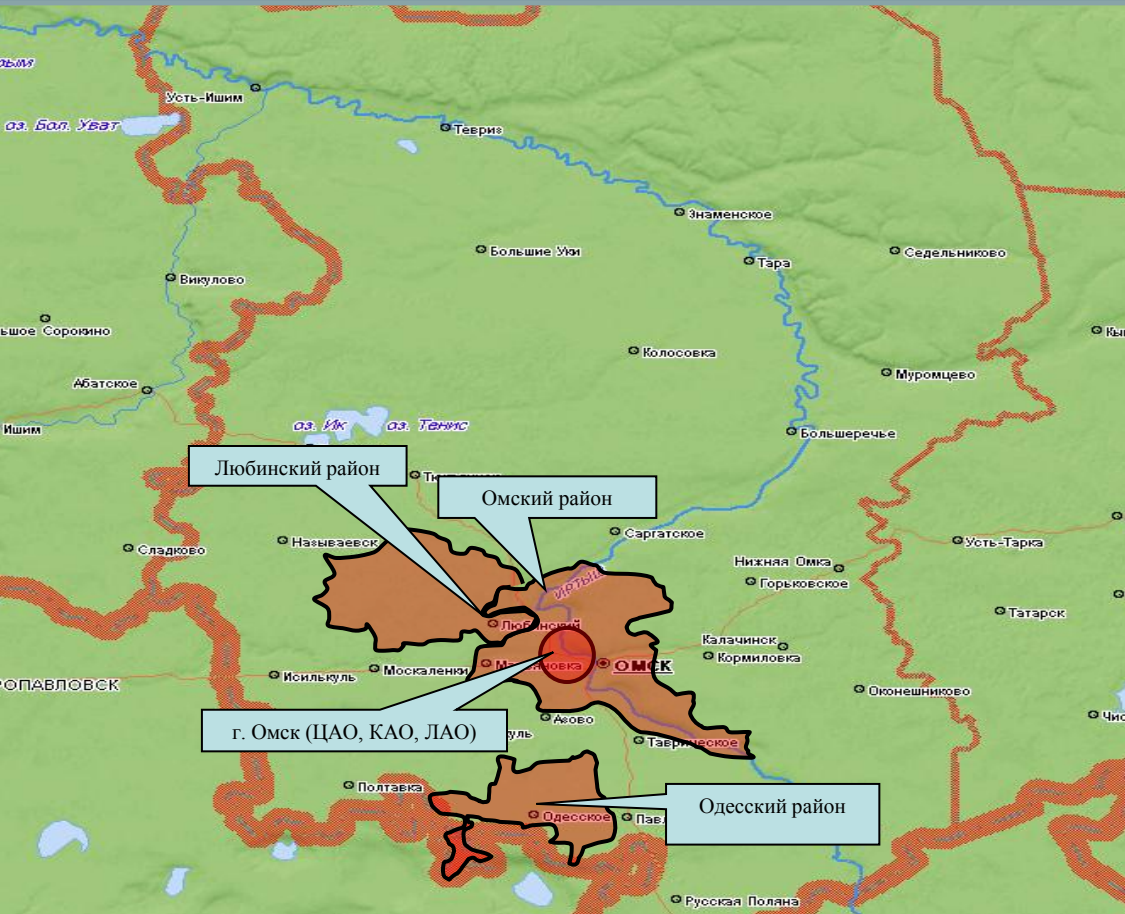 Усть-Ишим
оз. Бол. Уват
Тевриз
Знаменское
Большие Уки
Седельниково
Тара
Викулово
Сорокино
Колосовка
Муромцево
Абатское
Ишим
оз. Ик
оз. Тенис
Большеречье
Любинский район
Омский район
Саргатское
Называевск
Сладково
Усть-Тарка
Нижняя Омка
Горьковское
ИРТЫШ
Татарск
Любинский
Калачинск
Кормиловка
Марьяновка
ОМСК
Москаленки
Исилькуль
Оконешниково
г. Омск (ЦАО, КАО, ЛАО)
Азово
Таврическое
Полтавка
Одесский район
Одесское
Русская Поляна